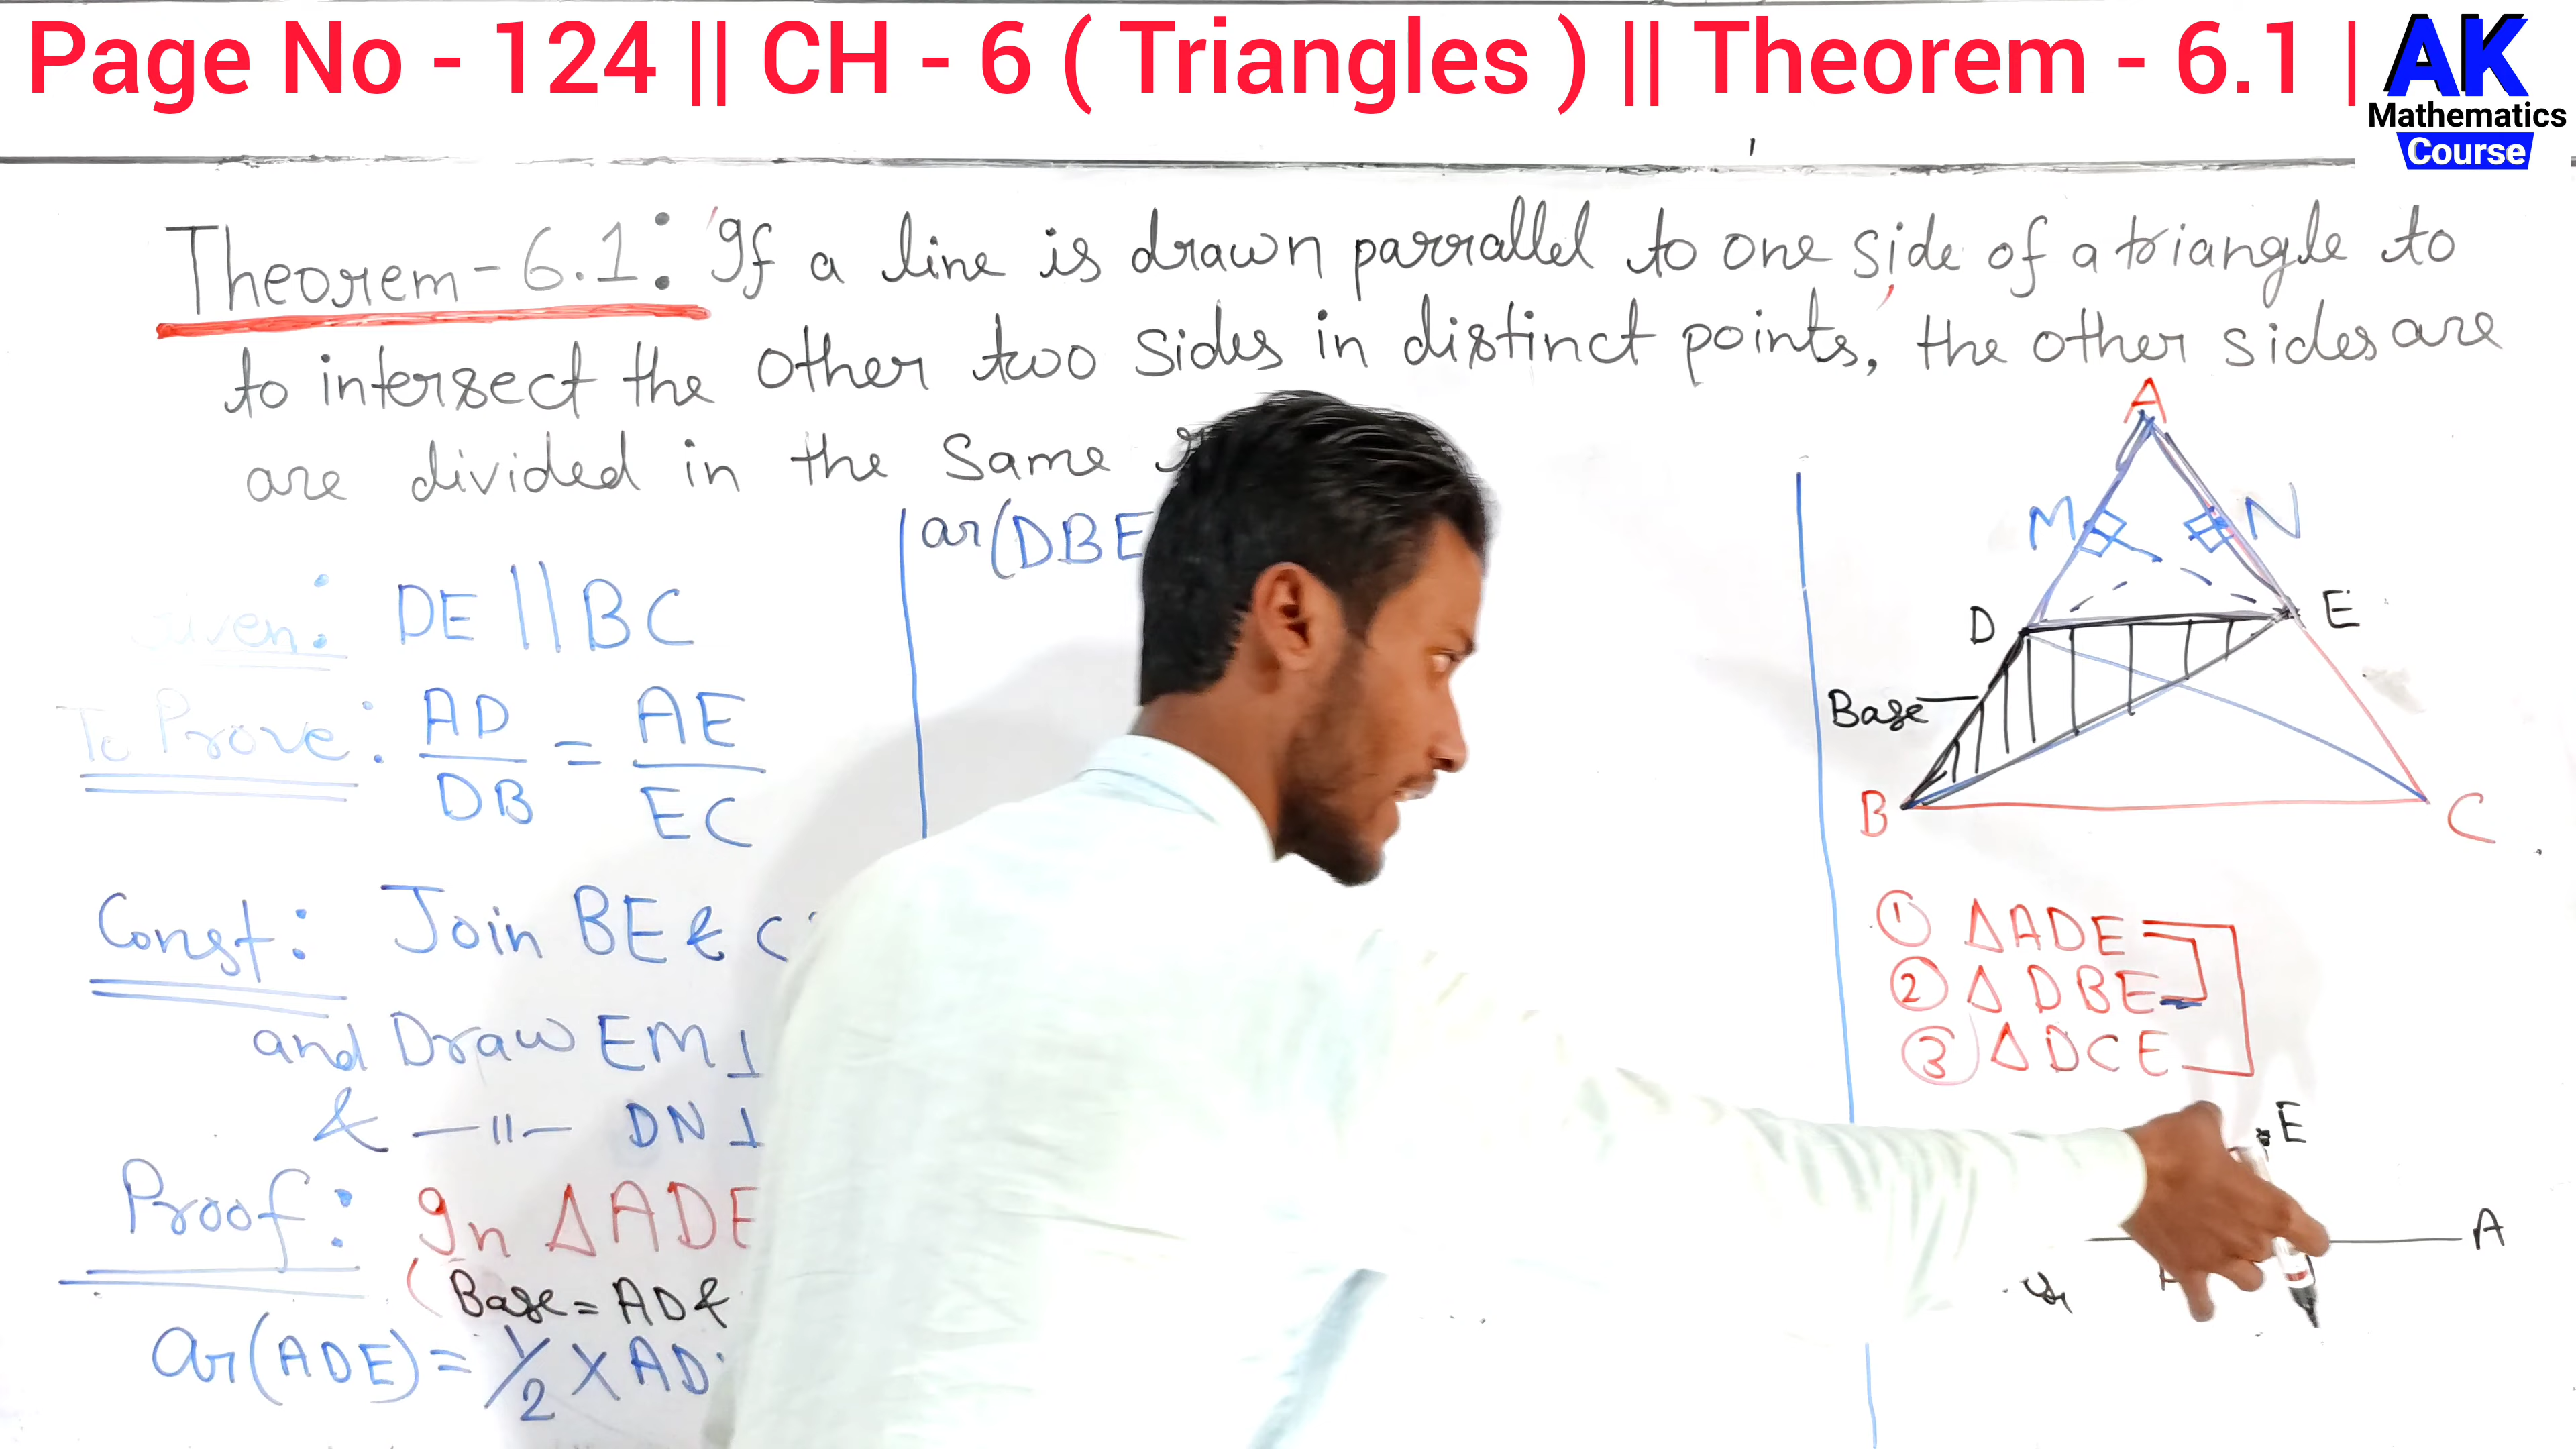 Page No - 124 || CH - 6 ( Triangles ) || Theorem - 6.1 |
AK
Mathematics
Course
Theorem - 6.1: If a line is drawn parrallel to one side of a triangle to
to intersect the other two sides in distinct points, the other sides are
are divided in the same
DE || BC
To Prove: AD/DB = AE/EC
Const: Join BE &
and Draw EM ⊥
& —||— DN ⊥
Proof: In ΔADE
(Base = AD &
ar(ADE) = 1/2 × AD
ar(DBE
A
M N
D E
Base
B C
① ΔADE
② ΔDBE
③ ΔDCE
E
A